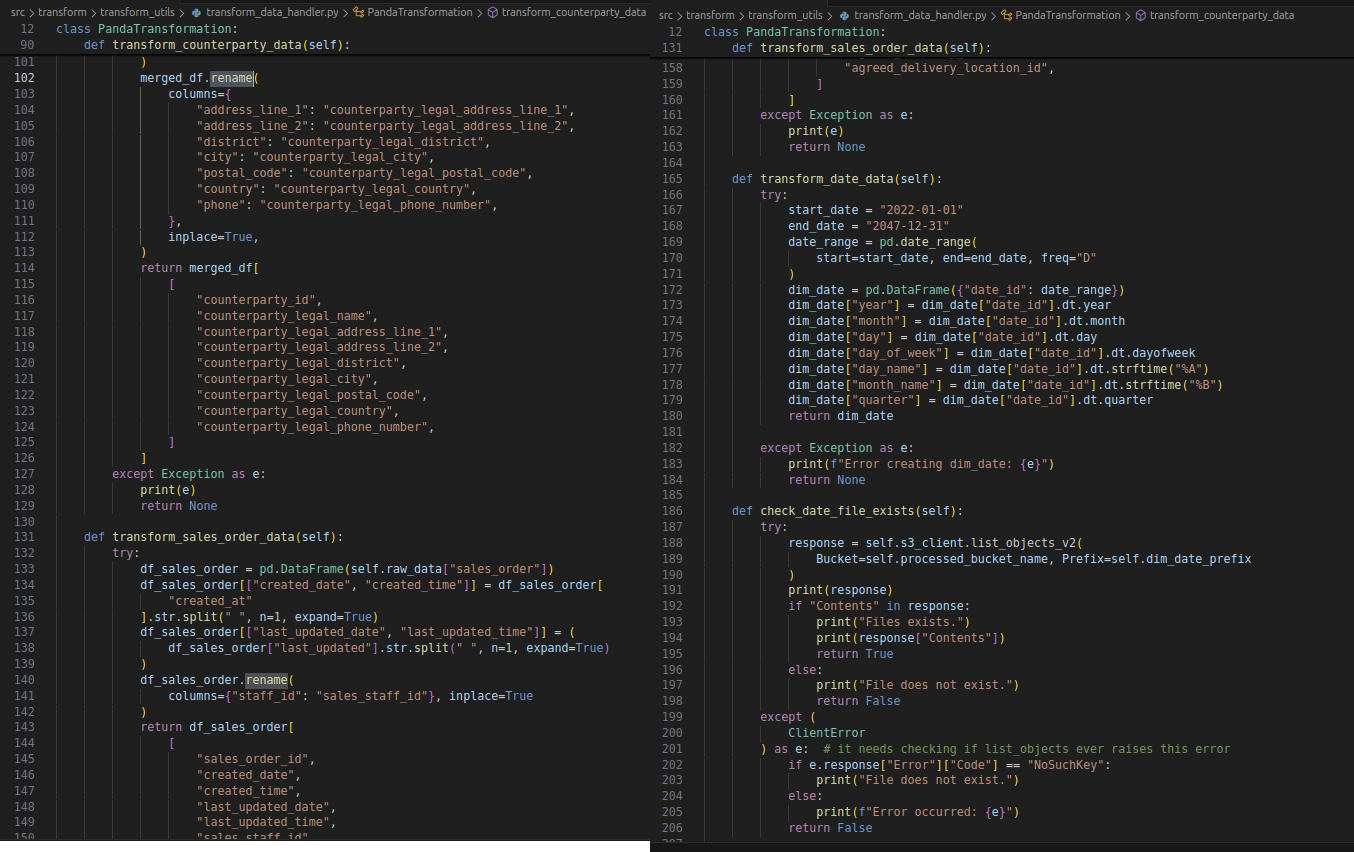 src > transform > transform_utils > transform_data_handler.py > PandaTransformation > transform_counterparty_data
12 class PandaTransformation:
90     def transform_counterparty_data(self):
101             )
102             merged_df.rename(
103                 columns={
104                     "address_line_1": "counterparty_legal_address_line_1",
105                     "address_line_2": "counterparty_legal_address_line_2",
106                     "district": "counterparty_legal_district",
107                     "city": "counterparty_legal_city",
108                     "postal_code": "counterparty_legal_postal_code",
109                     "country": "counterparty_legal_country",
110                     "phone": "counterparty_legal_phone_number",
111                 },
112                 inplace=True,
113             )
114             return merged_df[
115                 [
116                     "counterparty_id",
117                     "counterparty_legal_name",
118                     "counterparty_legal_address_line_1",
119                     "counterparty_legal_address_line_2",
120                     "counterparty_legal_district",
121                     "counterparty_legal_city",
122                     "counterparty_legal_postal_code",
123                     "counterparty_legal_country",
124                     "counterparty_legal_phone_number",
125                 ]
126             ]
127         except Exception as e:
128             print(e)
129             return None
130
131     def transform_sales_order_data(self):
132         try:
133             df_sales_order = pd.DataFrame(self.raw_data["sales_order"])
134             df_sales_order[["created_date", "created_time"]] = df_sales_order[
135                 "created_at"
136             ].str.split(" ", n=1, expand=True)
137             df_sales_order[["last_updated_date", "last_updated_time"]] = (
138                 df_sales_order["last_updated"].str.split(" ", n=1, expand=True)
139             )
140             df_sales_order.rename(
141                 columns={"staff_id": "sales_staff_id"}, inplace=True
142             )
143             return df_sales_order[
144                 [
145                     "sales_order_id",
146                     "created_date",
147                     "created_time",
148                     "last_updated_date",
149                     "last_updated_time",
150                     "sales_staff_id"
src > transform > transform_utils > transform_data_handler.py > PandaTransformation > transform_counterparty_data
12 class PandaTransformation:
131     def transform_sales_order_data(self):
158                     "agreed_delivery_location_id",
159                 ]
160             ]
161         except Exception as e:
162             print(e)
163             return None
164
165     def transform_date_data(self):
166         try:
167             start_date = "2022-01-01"
168             end_date = "2047-12-31"
169             date_range = pd.date_range(
170                 start=start_date, end=end_date, freq="D"
171             )
172             dim_date = pd.DataFrame({"date_id": date_range})
173             dim_date["year"] = dim_date["date_id"].dt.year
174             dim_date["month"] = dim_date["date_id"].dt.month
175             dim_date["day"] = dim_date["date_id"].dt.day
176             dim_date["day_of_week"] = dim_date["date_id"].dt.dayofweek
177             dim_date["day_name"] = dim_date["date_id"].dt.strftime("%A")
178             dim_date["month_name"] = dim_date["date_id"].dt.strftime("%B")
179             dim_date["quarter"] = dim_date["date_id"].dt.quarter
180             return dim_date
181
182         except Exception as e:
183             print(f"Error creating dim_date: {e}")
184             return None
185
186     def check_date_file_exists(self):
187         try:
188             response = self.s3_client.list_objects_v2(
189                 Bucket=self.processed_bucket_name, Prefix=self.dim_date_prefix
190             )
191             print(response)
192             if "Contents" in response:
193                 print("Files exists.")
194                 print(response["Contents"])
195                 return True
196             else:
197                 print("File does not exist.")
198                 return False
199         except (
200             ClientError
201         ) as e:  # it needs checking if list_objects ever raises this error
202             if e.response["Error"]["Code"] == "NoSuchKey":
203                 print("File does not exist.")
204             else:
205                 print(f"Error occurred: {e}")
206             return False